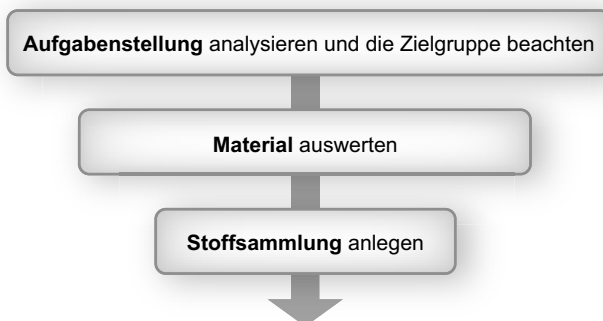 Aufgabenstellung analysieren und die Zielgruppe beachten
Material auswerten
Stoffsammlung anlegen